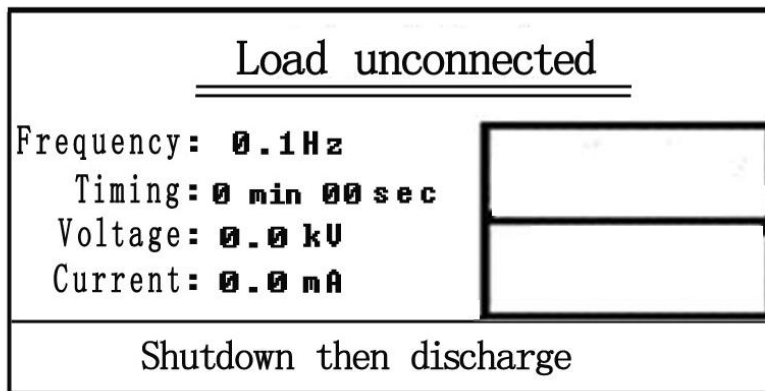 Load unconnected
Frequency: 0.1Hz
Timing: 0 min 00 sec
Voltage: 0.0 kV
Current: 0.0 mA
Shutdown then discharge